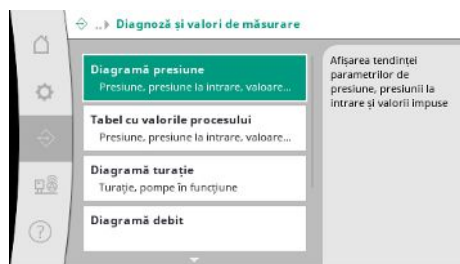 ..▸ Diagnoză și valori de măsurare
Diagramă presiune
Presiune, presiune la intrare, valoare...
Tabel cu valorile procesului
Presiune, presiune la intrare, valoare...
Diagramă turație
Turație, pompe în funcțiune
Diagramă debit
Afișarea tendinței
parametrilor de
presiune, presiunii la
intrare și valorii impuse
?